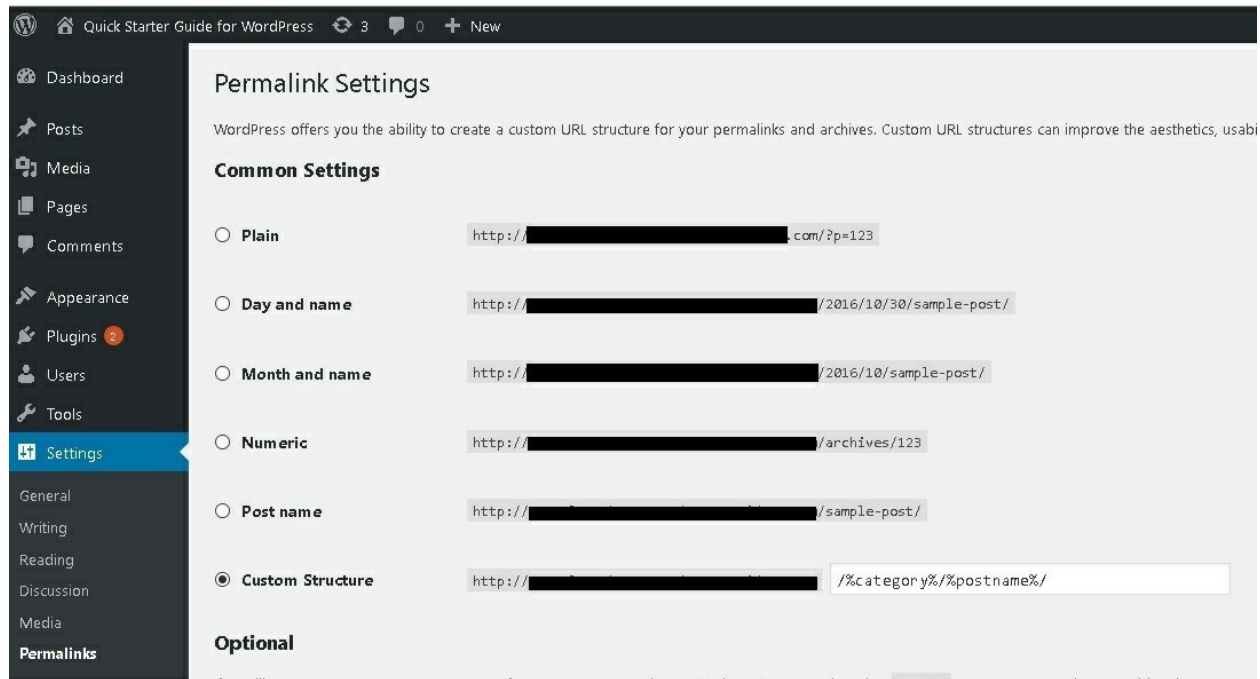 Quick Starter Guide for WordPress 3 0 + New
Dashboard
Posts
Media
Pages
Comments
Appearance
Plugins 2
Users
Tools
Settings
General
Writing
Reading
Discussion
Media
Permalinks
Permalink Settings
WordPress offers you the ability to create a custom URL structure for your permalinks and archives. Custom URL structures can improve the aesthetics, usabi
Common Settings
Plain http:// .com/?p=123
Day and name http:// /2016/10/30/sample-post/
Month and name http:// /2016/10/sample-post/
Numeric http:// /archives/123
Post name http:// /sample-post/
Custom Structure http:// /%category%/%postname%/
Optional